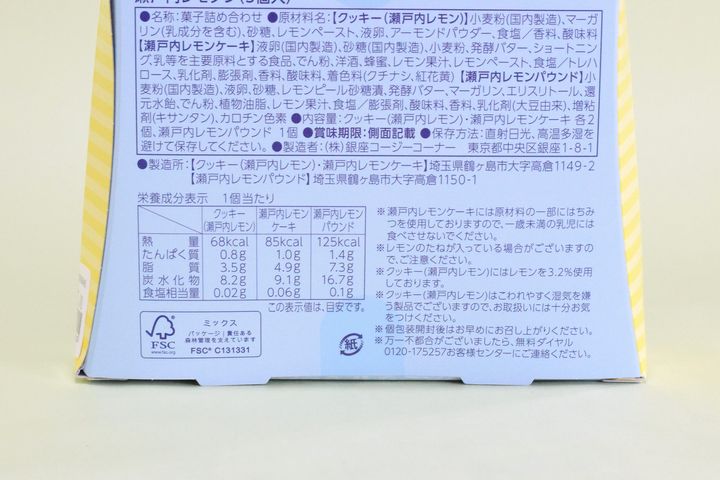 ●名称:菓子詰め合わせ ●原材料名:【クッキー(瀬戸内レモン)】小麦粉(国内製造)、マーガ
リン(乳成分を含む)、砂糖、レモンペースト、液卵、アーモンドパウダー、食塩/香料、酸味料
【瀬戸内レモンケーキ】液卵(国内製造)、砂糖(国内製造)、小麦粉、発酵バター、ショートニン
グ、乳等を主要原料とする食品、でん粉、洋酒、蜂蜜、レモン果汁、レモンペースト、食塩/トレハ
ロース、乳化剤、膨張剤、香料、酸味料、着色料(クチナシ、紅花黄)【瀬戸内レモンパウンド】小
麦粉(国内製造)、液卵、砂糖、レモンピール砂糖漬、発酵バター、マーガリン、エリスリトール、還
元水飴、でん粉、植物油脂、レモン果汁、食塩/膨張剤、酸味料、香料、乳化剤(大豆由来)、増粘
剤(キサンタン)、カロチン色素 ●内容量:クッキー(瀬戸内レモン)・瀬戸内レモンケーキ 各2
個、瀬戸内レモンパウンド 1個 ●賞味期限:側面記載 ●保存方法:直射日光、高温多湿を
避けて保存してください。●製造者:(株)銀座コージーコーナー 東京都中央区銀座1-8-1
●製造所:【クッキー(瀬戸内レモン)・瀬戸内レモンケーキ】埼玉県鶴ヶ島市大字高倉1149-2
【瀬戸内レモンパウンド】埼玉県鶴ヶ島市大字高倉1150-1
栄養成分表示 1個当たり
クッキー(瀬戸内レモン) 瀬戸内レモンケーキ 瀬戸内レモンパウンド
熱量 68kcal 85kcal 125kcal
たんぱく質 0.8g 1.0g 1.4g
脂質 3.5g 4.9g 7.3g
炭水化物 8.2g 9.1g 16.7g
食塩相当量 0.02g 0.06g 0.1g
この表示値は、目安です。
※瀬戸内レモンケーキには原材料の一部にはちみ
つを使用しておりますので、一歳未満の乳児には
食べさせないでください。
※レモンのたねが入っている場合がございますの
で、ご注意ください。
※クッキー(瀬戸内レモン)にはレモンを3.2%使用
しております。
※クッキー(瀬戸内レモン)はこわれやすく湿気を嫌
う製品でございますので、お取扱いには十分お気
をつけください。
※個包装開封後はお早めにお召し上がりください。
※万一不都合がございましたら、無料ダイヤル
0120-175257お客様センターにご連絡ください。
FSC
www.fsc.org
ミックス
パッケージ|責任ある
森林管理を支えています
FSC® C131331
紙